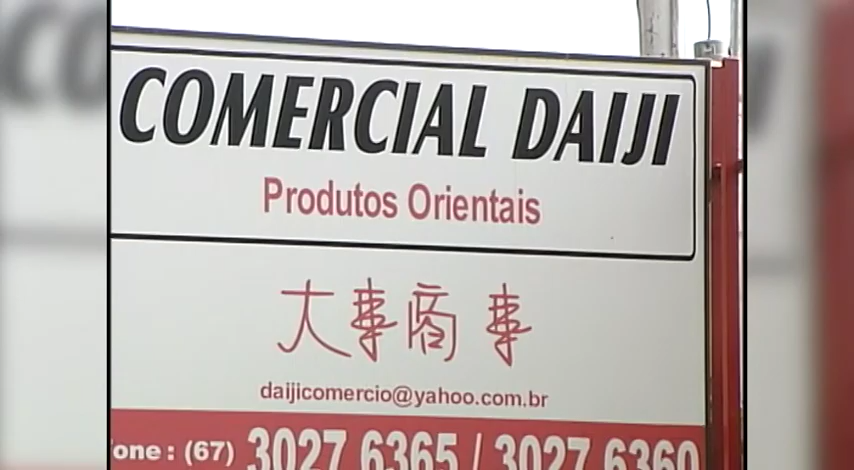 COMERCIAL DAIJI
Produtos Orientais
大事商事
daijicomercio@yahoo.com.br
one : (67) 3027 6365 / 3027 6360